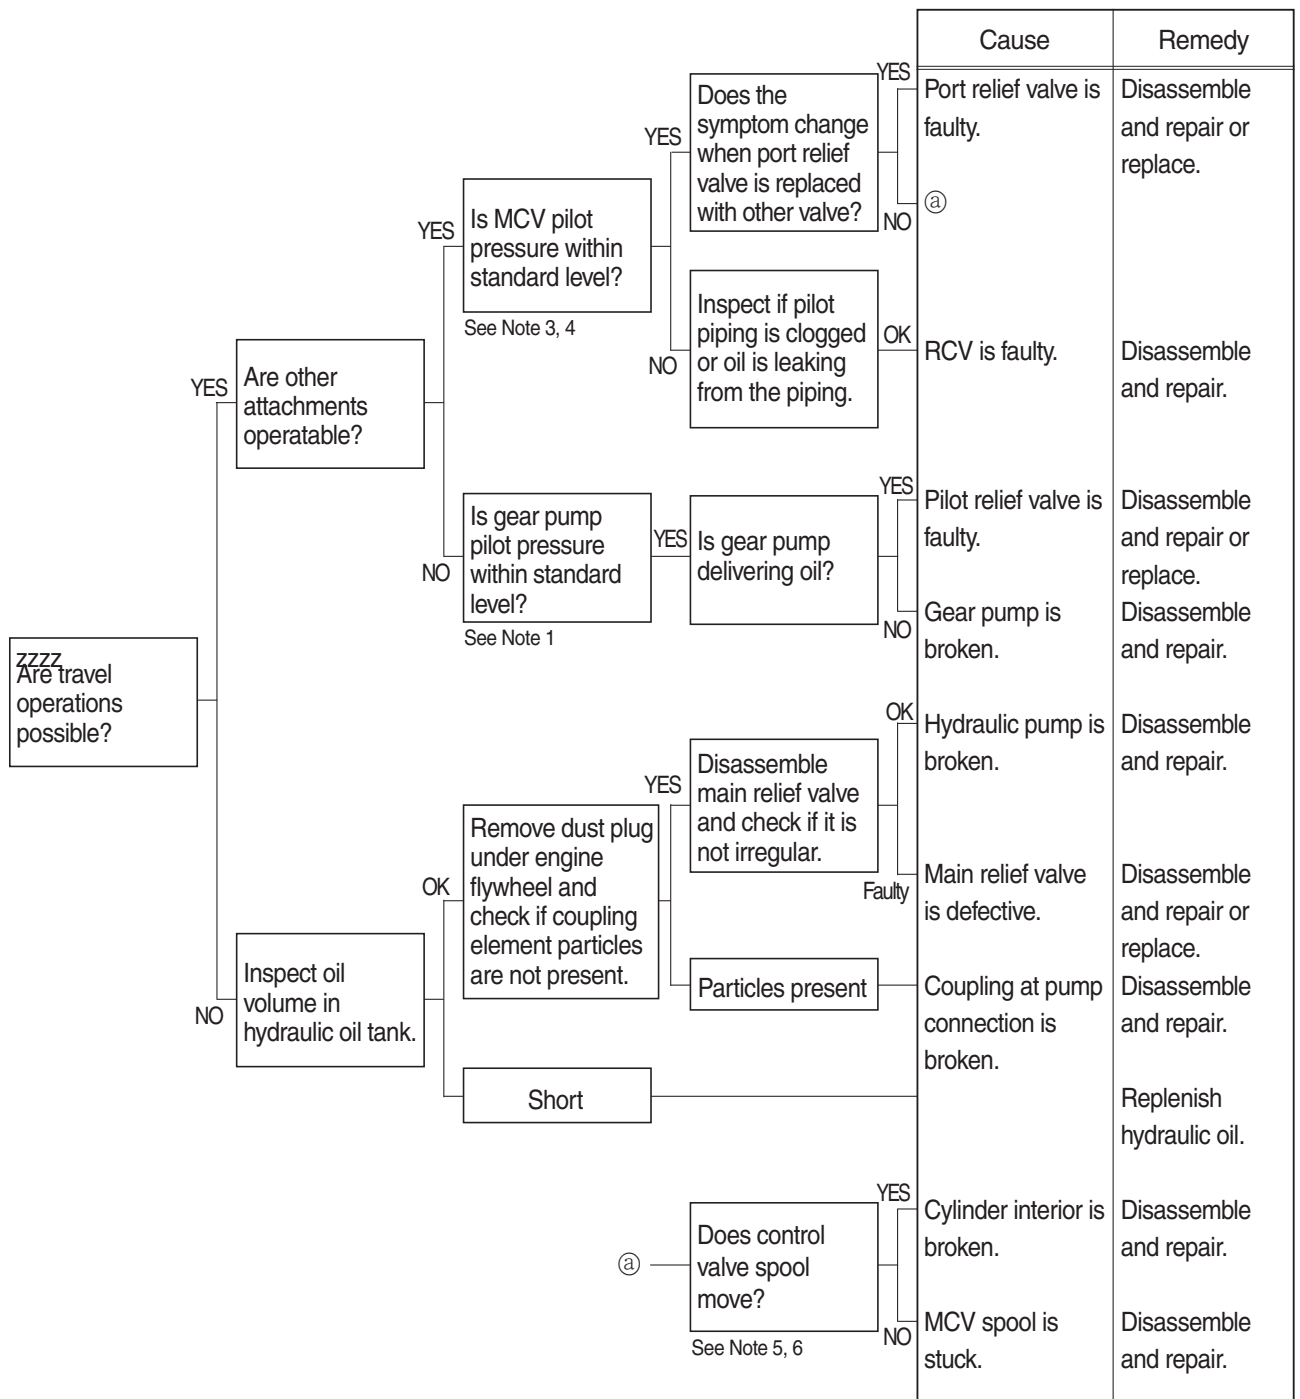 Cause
Remedy
YES
Does the
symptom change
when port relief
valve is replaced
with other valve?
YES
NO
Port relief valve is
faulty.
Disassemble
and repair or
replace.
ⓐ
YES
Is MCV pilot
pressure within
standard level?
See Note 3, 4
NO
Inspect if pilot
piping is clogged
or oil is leaking
from the piping.
OK
RCV is faulty.
Disassemble
and repair.
YES
Are other
attachments
operatable?
NO
Is gear pump
pilot pressure
within standard
level?
See Note 1
YES
Is gear pump
delivering oil?
YES
Pilot relief valve is
faulty.
Disassemble
and repair or
replace.
NO
Gear pump is
broken.
Disassemble
and repair.
zzzz
Are travel
operations
possible?
NO
Inspect oil
volume in
hydraulic oil tank.
OK
Remove dust plug
under engine
flywheel and
check if coupling
element particles
are not present.
YES
Disassemble
main relief valve
and check if it is
not irregular.
OK
Hydraulic pump is
broken.
Disassemble
and repair.
Faulty
Main relief valve
is defective.
Disassemble
and repair or
replace.
Particles present
Coupling at pump
connection is
broken.
Disassemble
and repair.
Short
Replenish
hydraulic oil.
ⓐ
Does control
valve spool
move?
See Note 5, 6
YES
Cylinder interior is
broken.
Disassemble
and repair.
NO
MCV spool is
stuck.
Disassemble
and repair.